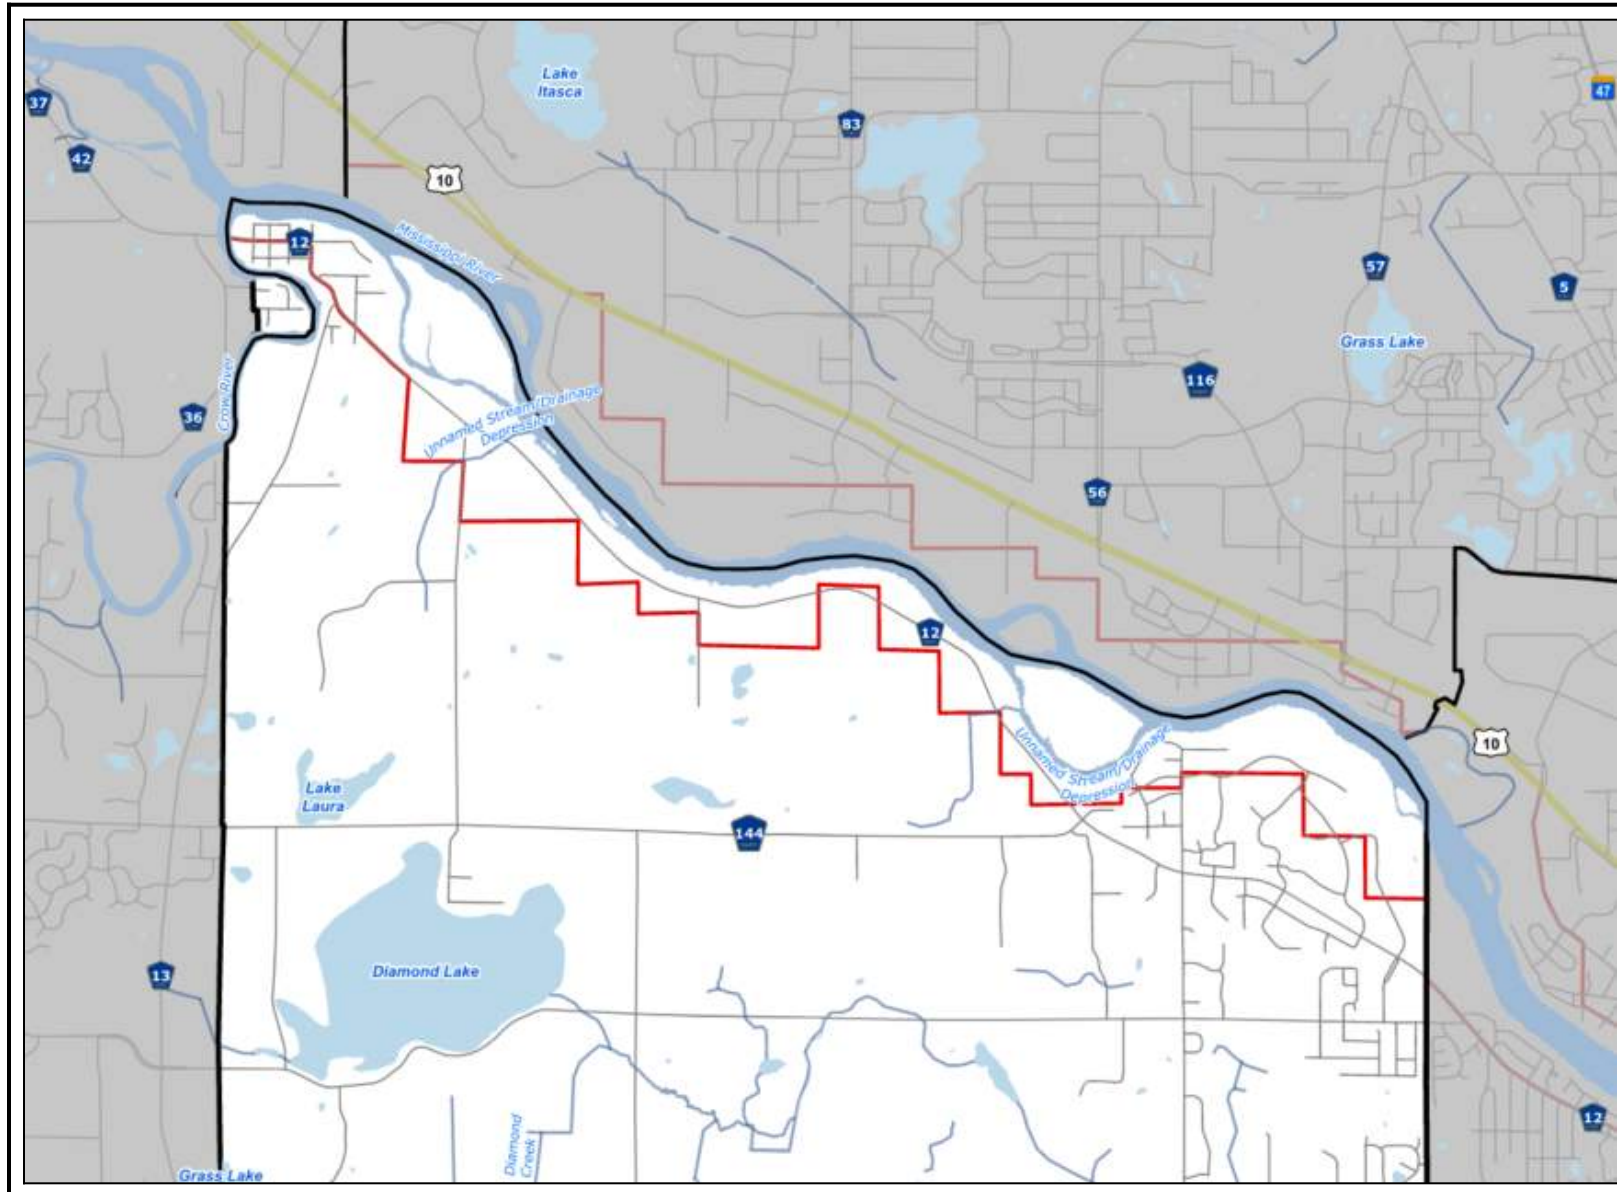 Lake
Itasca
47
37
83
42
10
12
Mississippi River
57
5
Grass Lake
Crow River
116
36
Unnamed Stream/Drainage
Depression
56
12
10
Unnamed Stream/Drainage
Depression
Lake
Laura
144
Diamond Lake
13
12
Diamond
Creek
Grass Lake